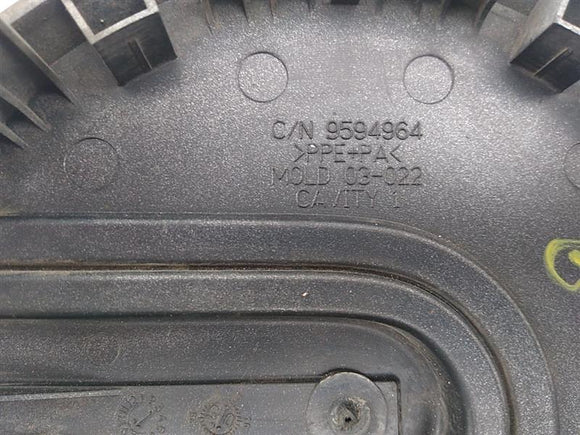 C/N 9594964
>PPE+PA<
MOLD 03-022
CAVITY 1